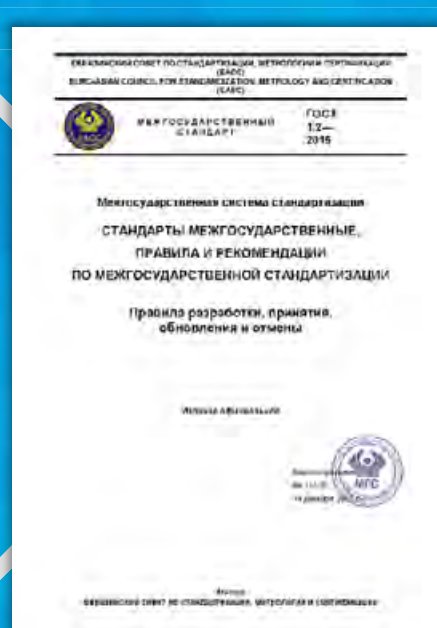 ЕВРАЗИЙСКИЙ СОВЕТ ПО СТАНДАРТИЗАЦИИ, МЕТРОЛОГИИ И СЕРТИФИКАЦИИ
(ЕАСС)
EURO-ASIAN COUNCIL FOR STANDARDIZATION, METROLOGY AND CERTIFICATION
(EASC)
МЕЖГОСУДАРСТВЕННЫЙ
СТАНДАРТ
ГОСТ
1.2—
2015
Межгосударственная система стандартизации
СТАНДАРТЫ МЕЖГОСУДАРСТВЕННЫЕ,
ПРАВИЛА И РЕКОМЕНДАЦИИ
ПО МЕЖГОСУДАРСТВЕННОЙ СТАНДАРТИЗАЦИИ
Правила разработки, принятия,
обновления и отмены
Издание официальное
МГС
ЕВРАЗИЙСКИЙ СОВЕТ ПО СТАНДАРТИЗАЦИИ, МЕТРОЛОГИИ И СЕРТИФИКАЦИИ